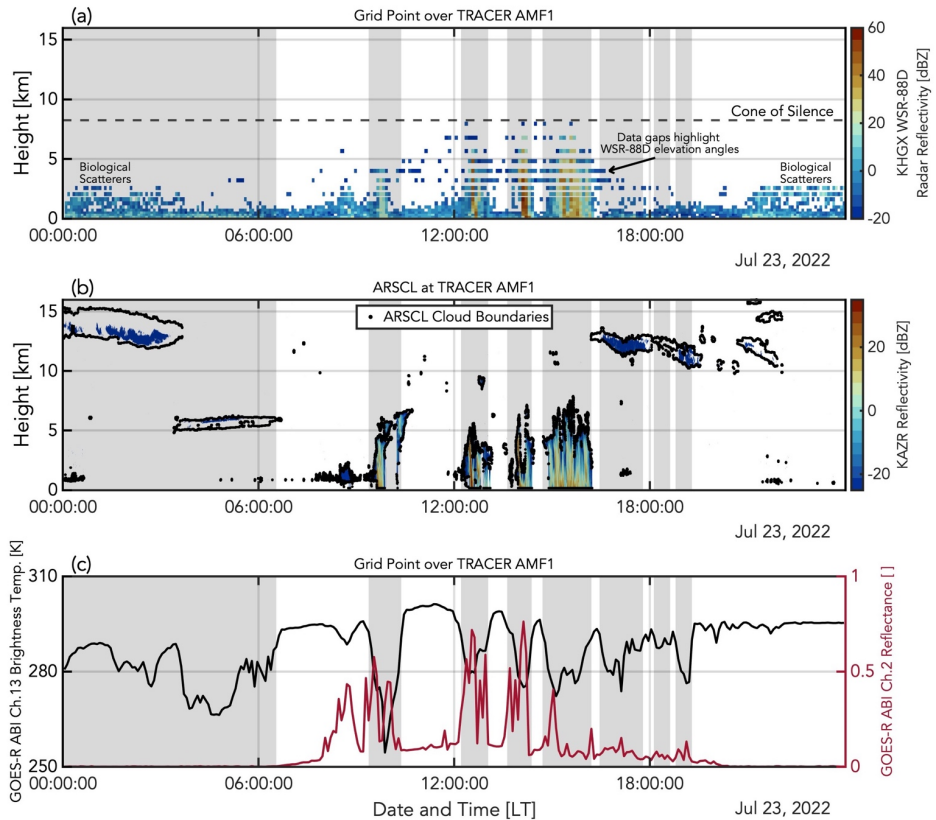 (a)
Grid Point over TRACER AMF1
15
10
5
0
Height [km]
Cone of Silence
Data gaps highlight
WSR-88D elevation angles
Biological
Scatterers
Biological
Scatterers
60
40
20
0
-20
KHGX WSR-88D
Radar Reflectivity [dBZ]
00:00:00
06:00:00
12:00:00
18:00:00
Jul 23, 2022
(b)
ARSCL at TRACER AMF1
15
10
5
0
Height [km]
ARSCL Cloud Boundaries
20
0
-20
KAZR Reflectivity [dBZ]
00:00:00
06:00:00
12:00:00
18:00:00
Jul 23, 2022
(c)
Grid Point over TRACER AMF1
310
280
250
GOES-R ABI Ch.13 Brightness Temp. [K]
1
0.5
0
GOES-R ABI Ch.2 Reflectance [ ]
00:00:00
06:00:00
12:00:00
18:00:00
Date and Time [LT]
Jul 23, 2022